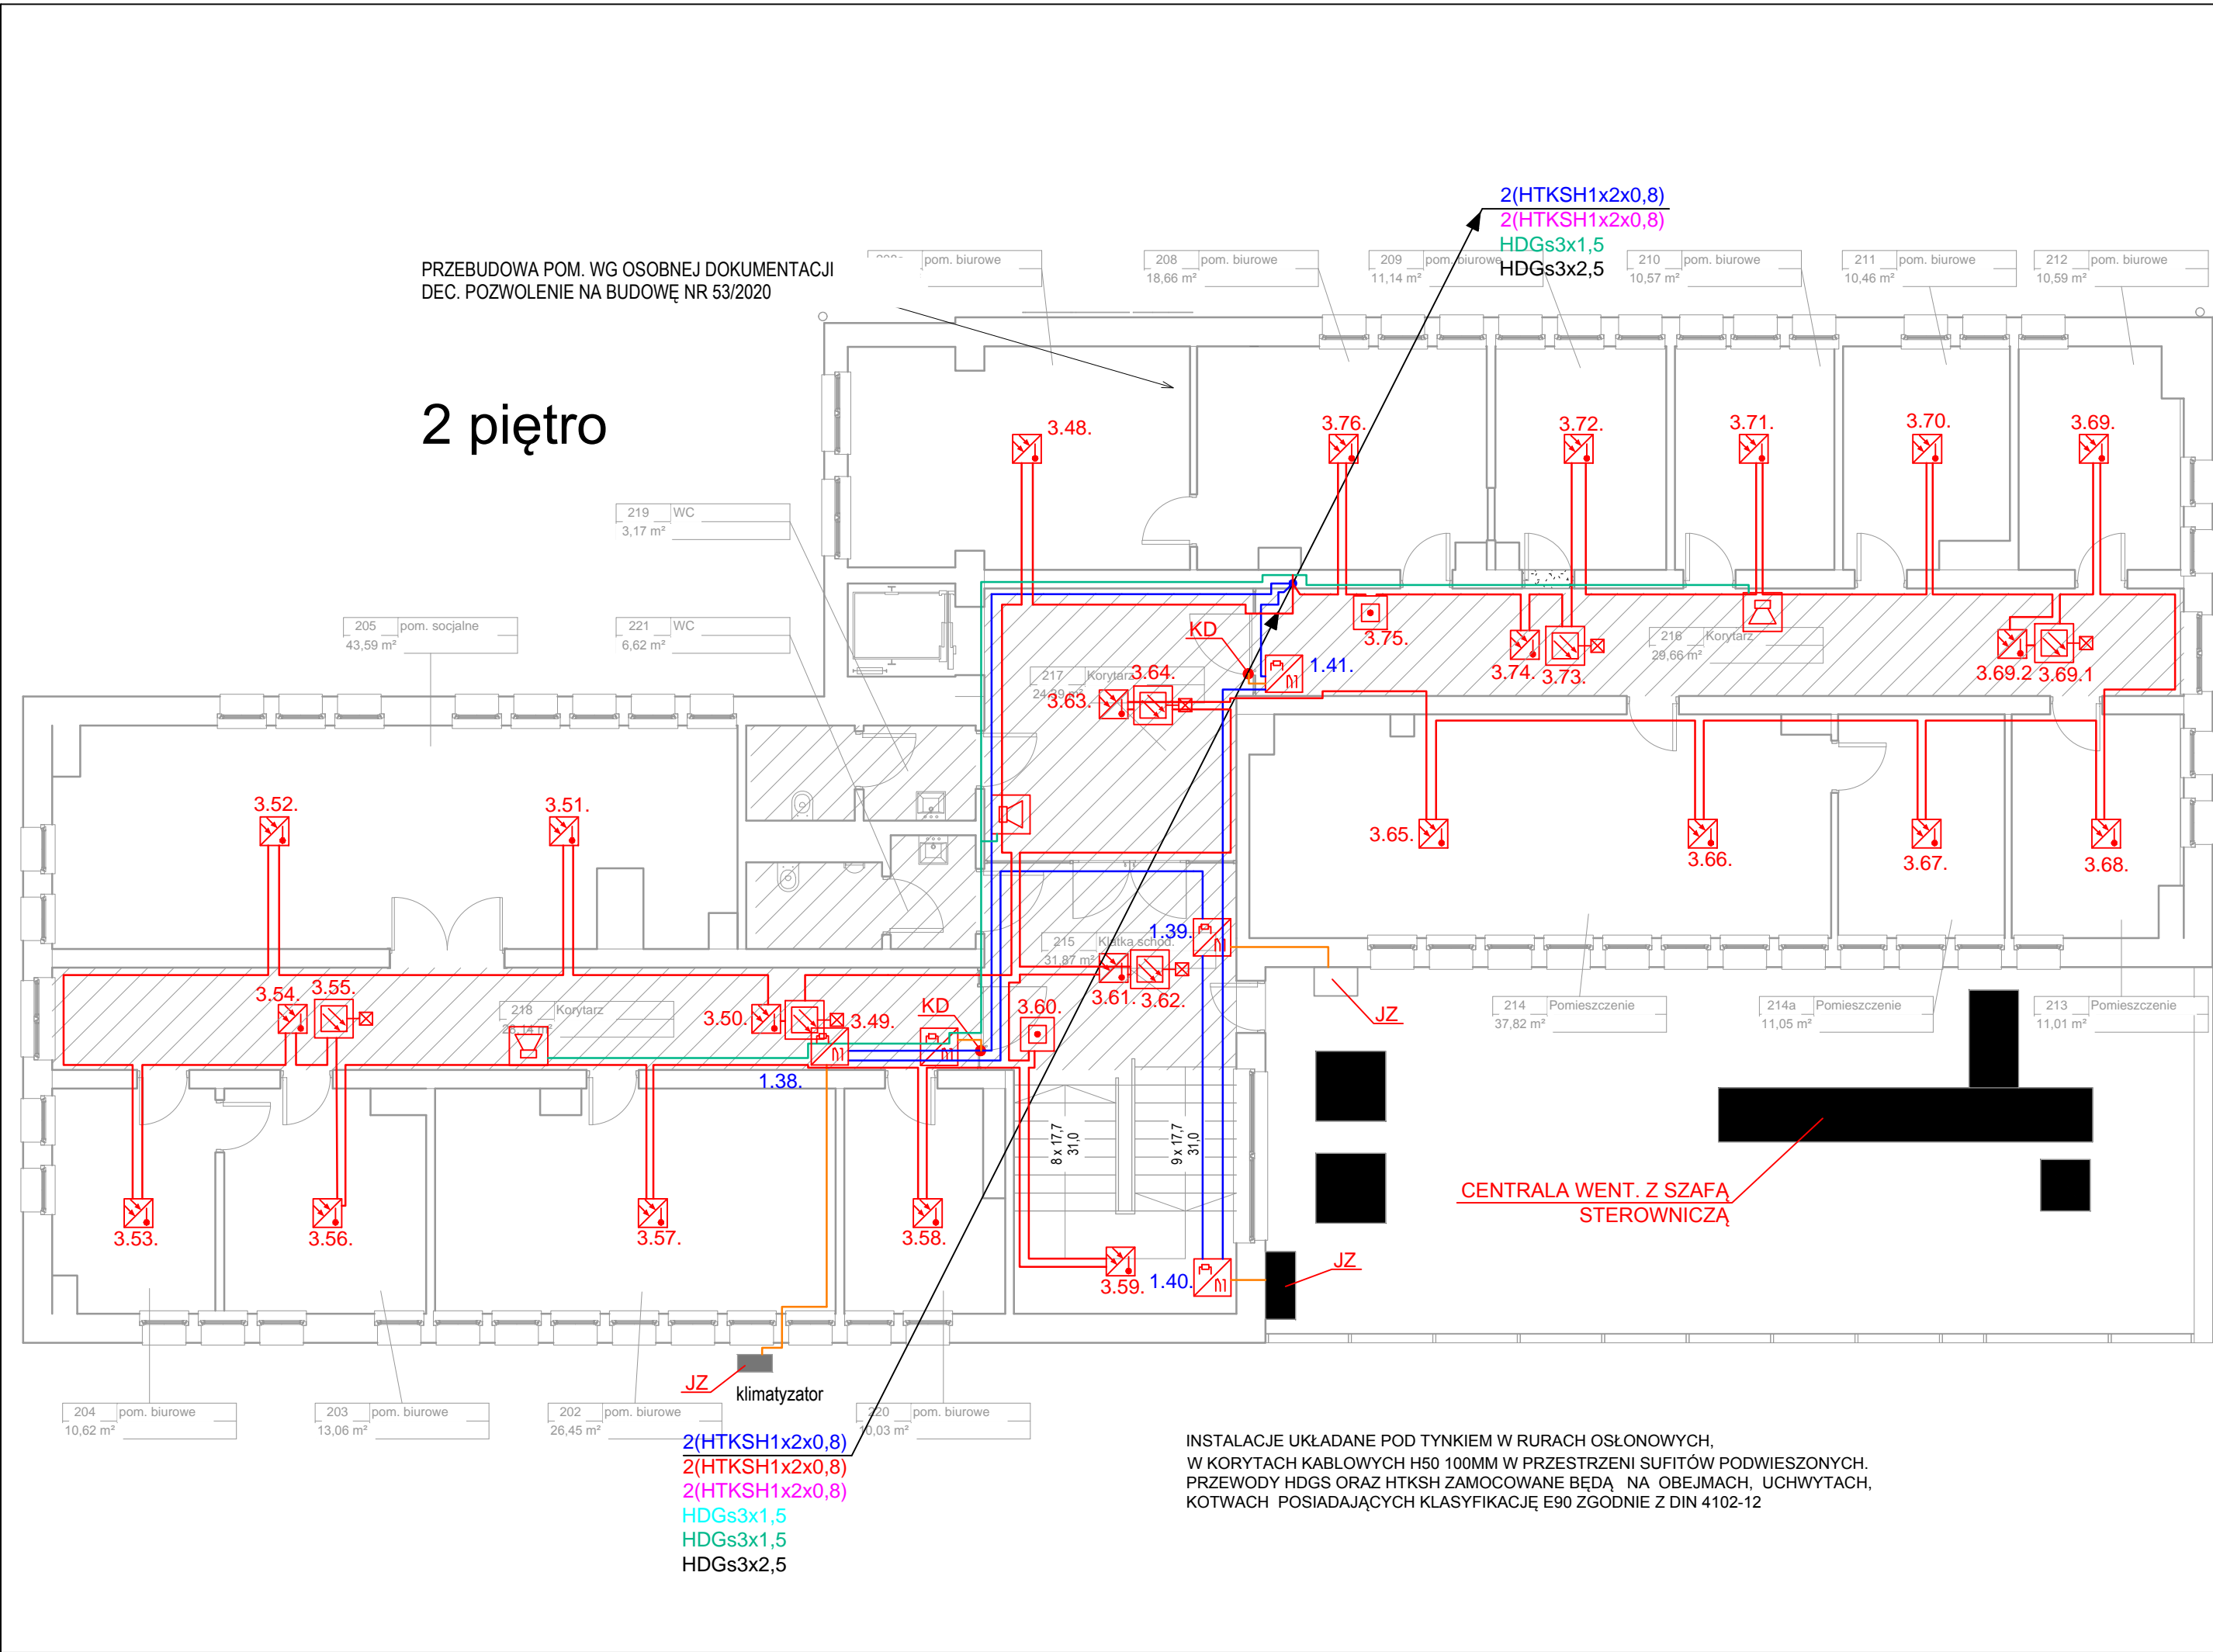 2(HTKSH1x2x0,8)
2(HTKSH1x2x0,8)
HDGs3x1,5
HDGs3x2,5
PRZEBUDOWA POM. WG OSOBNEJ DOKUMENTACJI
DEC. POZWOLENIE NA BUDOWĘ NR 53/2020
pom. biurowe
208 pom. biurowe
18,66 m²
209 pom. biurowe
11,14 m²
210 pom. biurowe
10,57 m²
211 pom. biurowe
10,46 m²
212 pom. biurowe
10,59 m²
2 piętro
3.48.
3.76.
3.72.
3.71.
3.70.
3.69.
219 WC
3,17 m²
205 pom. socjalne
43,59 m²
221 WC
6,62 m²
KD
3.75.
216 Korytarz
29,66 m²
1.41.
3.74.
3.73.
3.69.2
3.69.1
217 Korytarz
24,29 m²
3.64.
3.63.
3.52.
3.51.
3.65.
3.66.
3.67.
3.68.
1.39.
215 Klatka schod.
31,87 m²
3.61.
3.62.
3.54.
3.55.
218 Korytarz
3.50.
3.49.
KD
3.60.
JZ
214 Pomieszczenie
37,82 m²
214a Pomieszczenie
11,05 m²
213 Pomieszczenie
11,01 m²
1.38.
8 x 17,7
31,0
9 x 17,7
31,0
CENTRALA WENT. Z SZAFĄ
STEROWNICZĄ
3.53.
3.56.
3.57.
3.58.
3.59.
1.40.
JZ
JZ
klimatyzator
204 pom. biurowe
10,62 m²
203 pom. biurowe
13,06 m²
202 pom. biurowe
26,45 m²
220 pom. biurowe
10,03 m²
2(HTKSH1x2x0,8)
2(HTKSH1x2x0,8)
2(HTKSH1x2x0,8)
HDGs3x1,5
HDGs3x1,5
HDGs3x2,5
INSTALACJE UKŁADANE POD TYNKIEM W RURACH OSŁONOWYCH,
W KORYTACH KABLOWYCH H50 100MM W PRZESTRZENI SUFITÓW PODWIESZONYCH.
PRZEWODY HDGS ORAZ HTKSH ZAMOCOWANE BĘDĄ NA OBEJMACH, UCHWYTACH,
KOTWACH POSIADAJĄCYCH KLASYFIKACJĘ E90 ZGODNIE Z DIN 4102-12